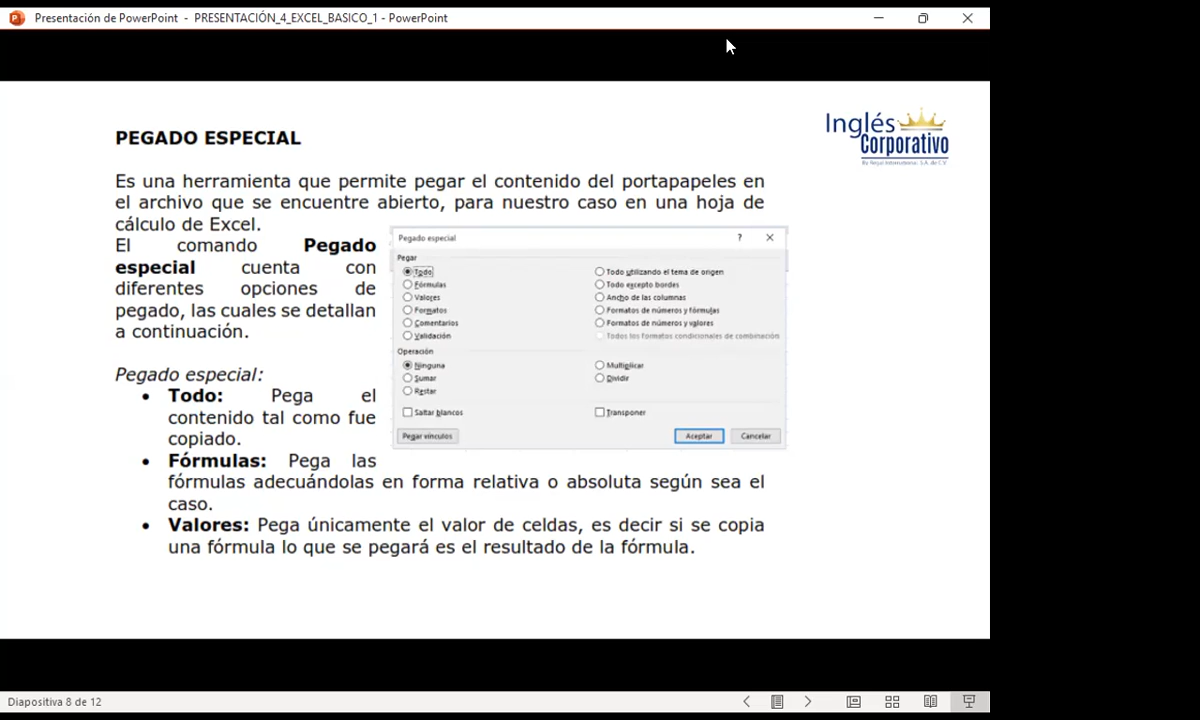 Presentación de PowerPoint - PRESENTACIÓN_4_EXCEL_BASICO_1 - PowerPoint
Inglés
Corporativo
By Royal International, S.A. de C.V.
PEGADO ESPECIAL
Es una herramienta que permite pegar el contenido del portapapeles en
el archivo que se encuentre abierto, para nuestro caso en una hoja de
cálculo de Excel.
El comando Pegado
especial cuenta con
diferentes opciones de
pegado, las cuales se detallan
a continuación.
Pegado especial ? ×
Pegar
Todo
Fórmulas
Valores
Formatos
Comentarios
Validación
Todo utilizando el tema de origen
Todo excepto bordes
Ancho de las columnas
Formatos de números y fórmulas
Formatos de números y valores
Todos los formatos condicionales de combinación
Operación
Ninguna
Sumar
Restar
Multiplicar
Dividir
Saltar blancos
Transponer
Pegar vínculos
Aceptar
Cancelar
Pegado especial:
• Todo: Pega el
contenido tal como fue
copiado.
• Fórmulas: Pega las
fórmulas adecuándolas en forma relativa o absoluta según sea el
caso.
• Valores: Pega únicamente el valor de celdas, es decir si se copia
una fórmula lo que se pegará es el resultado de la fórmula.
Diapositiva 8 de 12